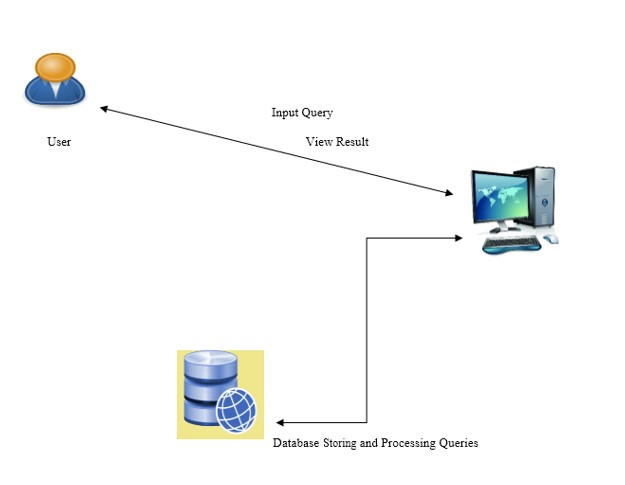 Input Query
User
View Result
Database Storing and Processing Queries